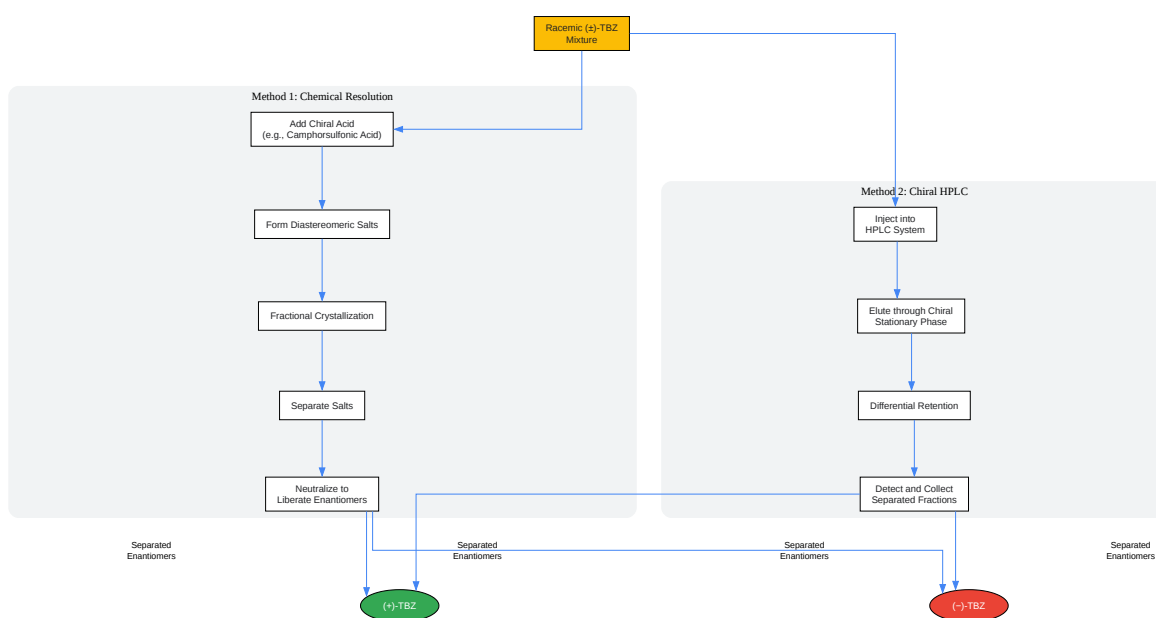 Racemic (±)-TBZ
Mixture
Method 1: Chemical Resolution
Add Chiral Acid
(e.g., Camphorsulfonic Acid)
Form Diastereomeric Salts
Fractional Crystallization
Separate Salts
Neutralize to
Liberate Enantiomers
Method 2: Chiral HPLC
Inject into
HPLC System
Elute through Chiral
Stationary Phase
Differential Retention
Detect and Collect
Separated Fractions
Separated
Enantiomers
Separated
Enantiomers
Separated
Enantiomers
Separated
Enantiomers
(+)-TBZ
(−)-TBZ